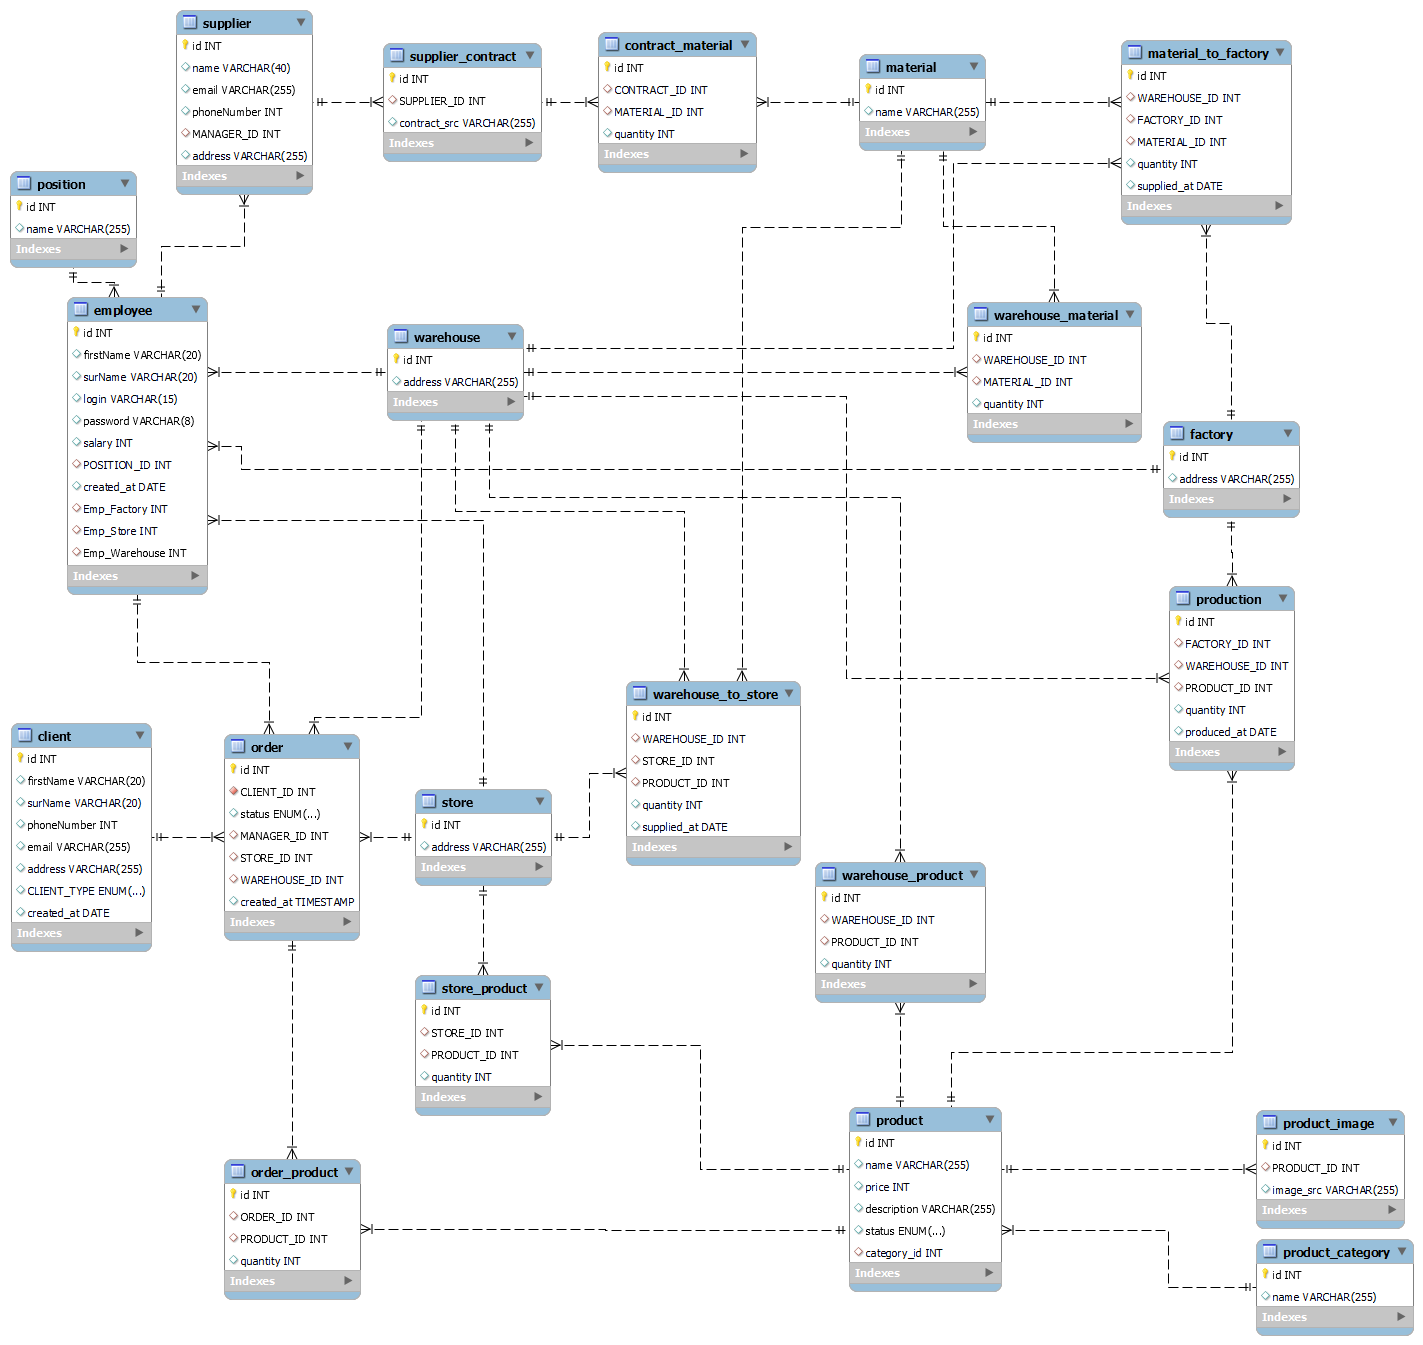 supplier
id INT
name VARCHAR(40)
email VARCHAR(255)
phoneNumber INT
MANAGER_ID INT
address VARCHAR(255)
Indexes
supplier_contract
id INT
SUPPLIER_ID INT
contract_src VARCHAR(255)
Indexes
contract_material
id INT
CONTRACT_ID INT
MATERIAL_ID INT
quantity INT
Indexes
material
id INT
name VARCHAR(255)
Indexes
material_to_factory
id INT
WAREHOUSE_ID INT
FACTORY_ID INT
MATERIAL_ID INT
quantity INT
supplied_at DATE
Indexes
position
id INT
name VARCHAR(255)
Indexes
employee
id INT
firstName VARCHAR(20)
surName VARCHAR(20)
login VARCHAR(15)
password VARCHAR(8)
salary INT
POSITION_ID INT
created_at DATE
Emp_Factory INT
Emp_Store INT
Emp_Warehouse INT
Indexes
warehouse
id INT
address VARCHAR(255)
Indexes
warehouse_material
id INT
WAREHOUSE_ID INT
MATERIAL_ID INT
quantity INT
Indexes
factory
id INT
address VARCHAR(255)
Indexes
production
id INT
FACTORY_ID INT
WAREHOUSE_ID INT
PRODUCT_ID INT
quantity INT
produced_at DATE
Indexes
client
id INT
firstName VARCHAR(20)
surName VARCHAR(20)
phoneNumber INT
email VARCHAR(255)
address VARCHAR(255)
CLIENT_TYPE ENUM(...)
created_at DATE
Indexes
order
id INT
CLIENT_ID INT
status ENUM(...)
MANAGER_ID INT
STORE_ID INT
WAREHOUSE_ID INT
created_at TIMESTAMP
Indexes
store
id INT
address VARCHAR(255)
Indexes
warehouse_to_store
id INT
WAREHOUSE_ID INT
STORE_ID INT
PRODUCT_ID INT
quantity INT
supplied_at DATE
Indexes
warehouse_product
id INT
WAREHOUSE_ID INT
PRODUCT_ID INT
quantity INT
Indexes
store_product
id INT
STORE_ID INT
PRODUCT_ID INT
quantity INT
Indexes
order_product
id INT
ORDER_ID INT
PRODUCT_ID INT
quantity INT
Indexes
product
id INT
name VARCHAR(255)
price INT
description VARCHAR(255)
status ENUM(...)
category_id INT
Indexes
product_image
id INT
PRODUCT_ID INT
image_src VARCHAR(255)
Indexes
product_category
id INT
name VARCHAR(255)
Indexes